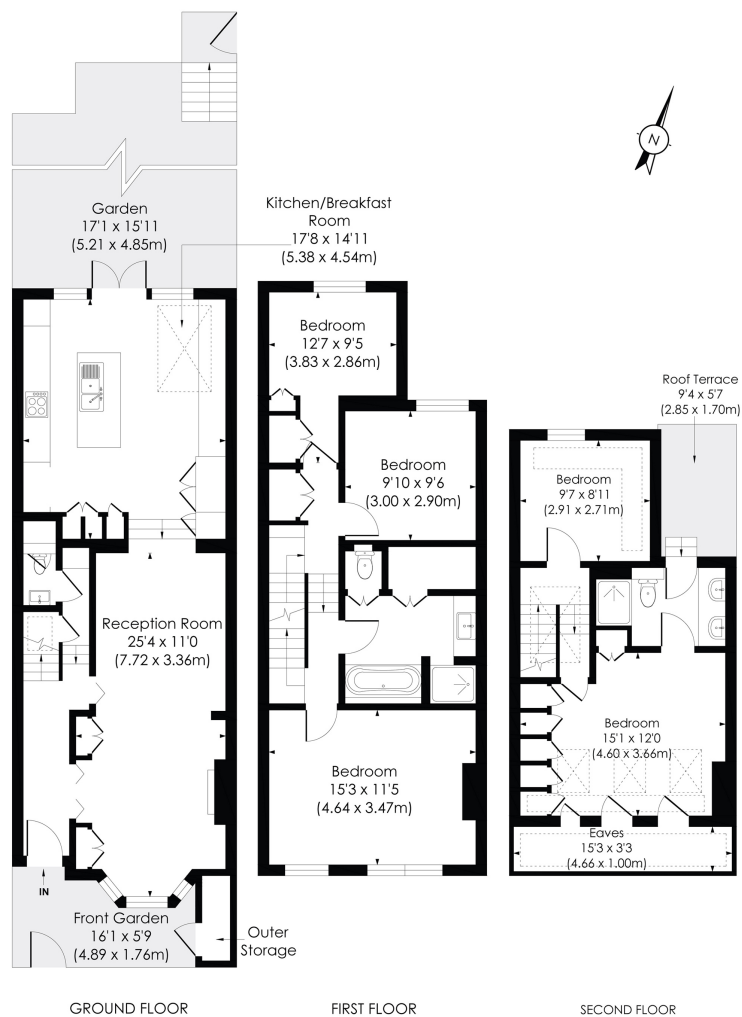 N
Garden
17'1 x 15'11
(5.21 x 4.85m)
Kitchen/Breakfast
Room
17'8 x 14'11
(5.38 x 4.54m)
Bedroom
12'7 x 9'5
(3.83 x 2.86m)
Roof Terrace
9'4 x 5'7
(2.85 x 1.70m)
Bedroom
9'10 x 9'6
(3.00 x 2.90m)
Bedroom
9'7 x 8'11
(2.91 x 2.71m)
Reception Room
25'4 x 11'0
(7.72 x 3.36m)
Bedroom
15'3 x 11'5
(4.64 x 3.47m)
Bedroom
15'1 x 12'0
(4.60 x 3.66m)
Eaves
15'3 x 3'3
(4.66 x 1.00m)
IN
Front Garden
16'1 x 5'9
(4.89 x 1.76m)
Outer
Storage
GROUND FLOOR
FIRST FLOOR
SECOND FLOOR